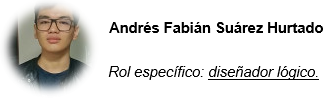 Andrés Fabián Suárez Hurtado
Rol específico: diseñador lógico.